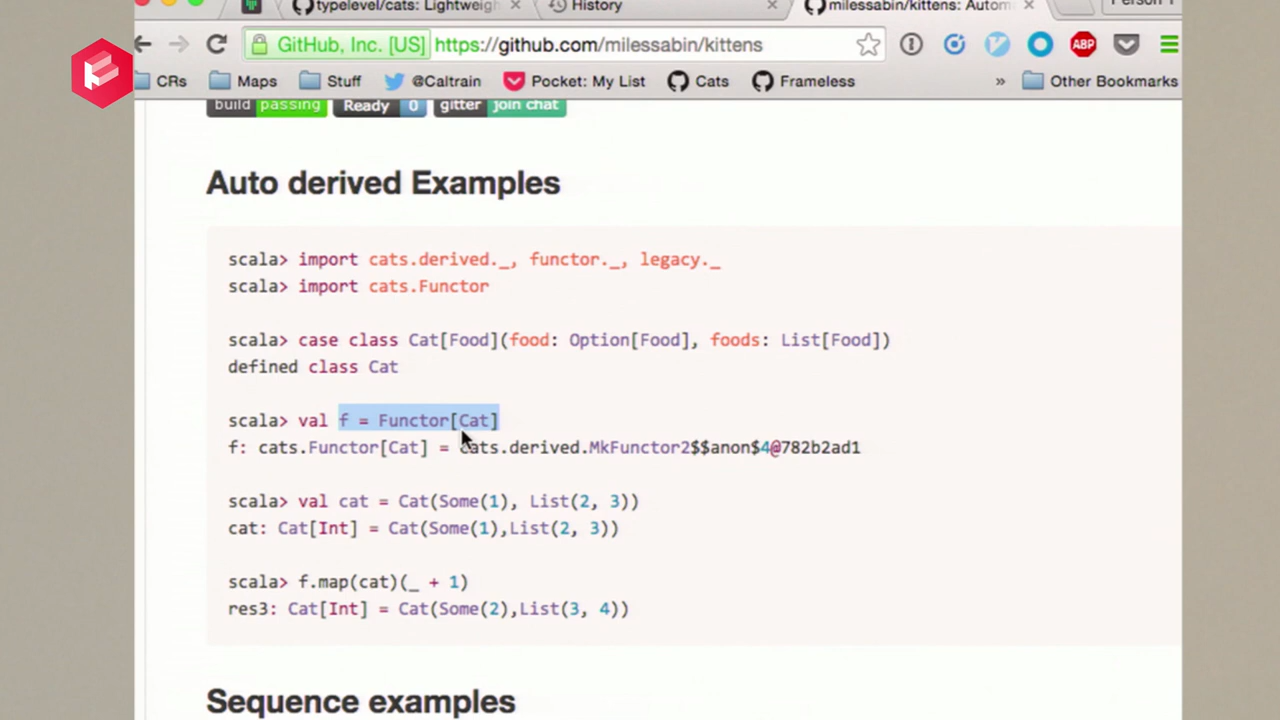 typelevel/cats: Lightweigh
History
milessabin/kittens: Autom
GitHub, Inc. [US]
https://github.com/milessabin/kittens
ABP
CRs
Maps
Stuff
@Caltrain
Pocket: My List
Cats
Frameless
»
Other Bookmarks
build passing
Ready 0
gitter join chat
Auto derived Examples
scala> import cats.derived._, functor._, legacy._
scala> import cats.Functor
scala> case class Cat[Food](food: Option[Food], foods: List[Food])
defined class Cat
scala> val f = Functor[Cat]
f: cats.Functor[Cat] = cats.derived.MkFunctor2$$anon$4@782b2ad1
scala> val cat = Cat(Some(1), List(2, 3))
cat: Cat[Int] = Cat(Some(1),List(2, 3))
scala> f.map(cat)(_ + 1)
res3: Cat[Int] = Cat(Some(2),List(3, 4))
Sequence examples